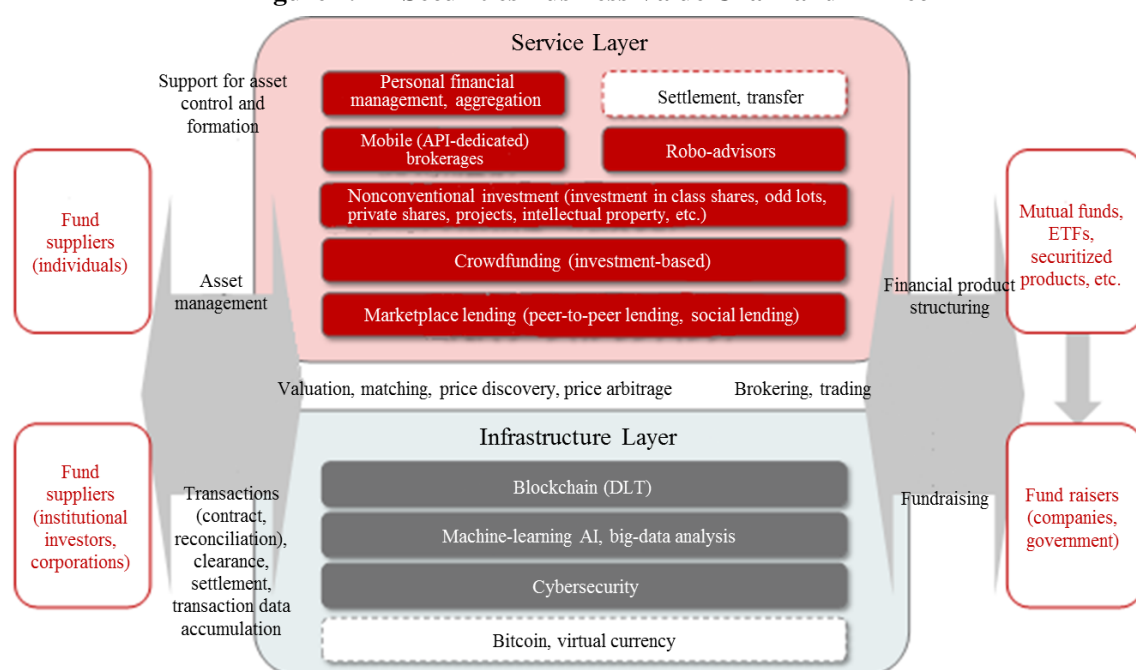 Service Layer
Support for asset
control and
formation
Personal financial
management, aggregation
Settlement, transfer
Mobile (API-dedicated)
brokerages
Robo-advisors
Nonconventional investment (investment in class shares, odd lots,
private shares, projects, intellectual property, etc.)
Crowdfunding (investment-based)
Marketplace lending (peer-to-peer lending, social lending)
Fund
suppliers
(individuals)
Asset
management
Financial product
structuring
Mutual funds,
ETFs,
securitized
products, etc.
Valuation, matching, price discovery, price arbitrage
Brokering, trading
Infrastructure Layer
Blockchain (DLT)
Machine-learning AI, big-data analysis
Cybersecurity
Bitcoin, virtual currency
Fund
suppliers
(institutional
investors,
corporations)
Transactions
(contract,
reconciliation),
clearance,
settlement,
transaction data
accumulation
Fundraising
Fund raisers
(companies,
government)